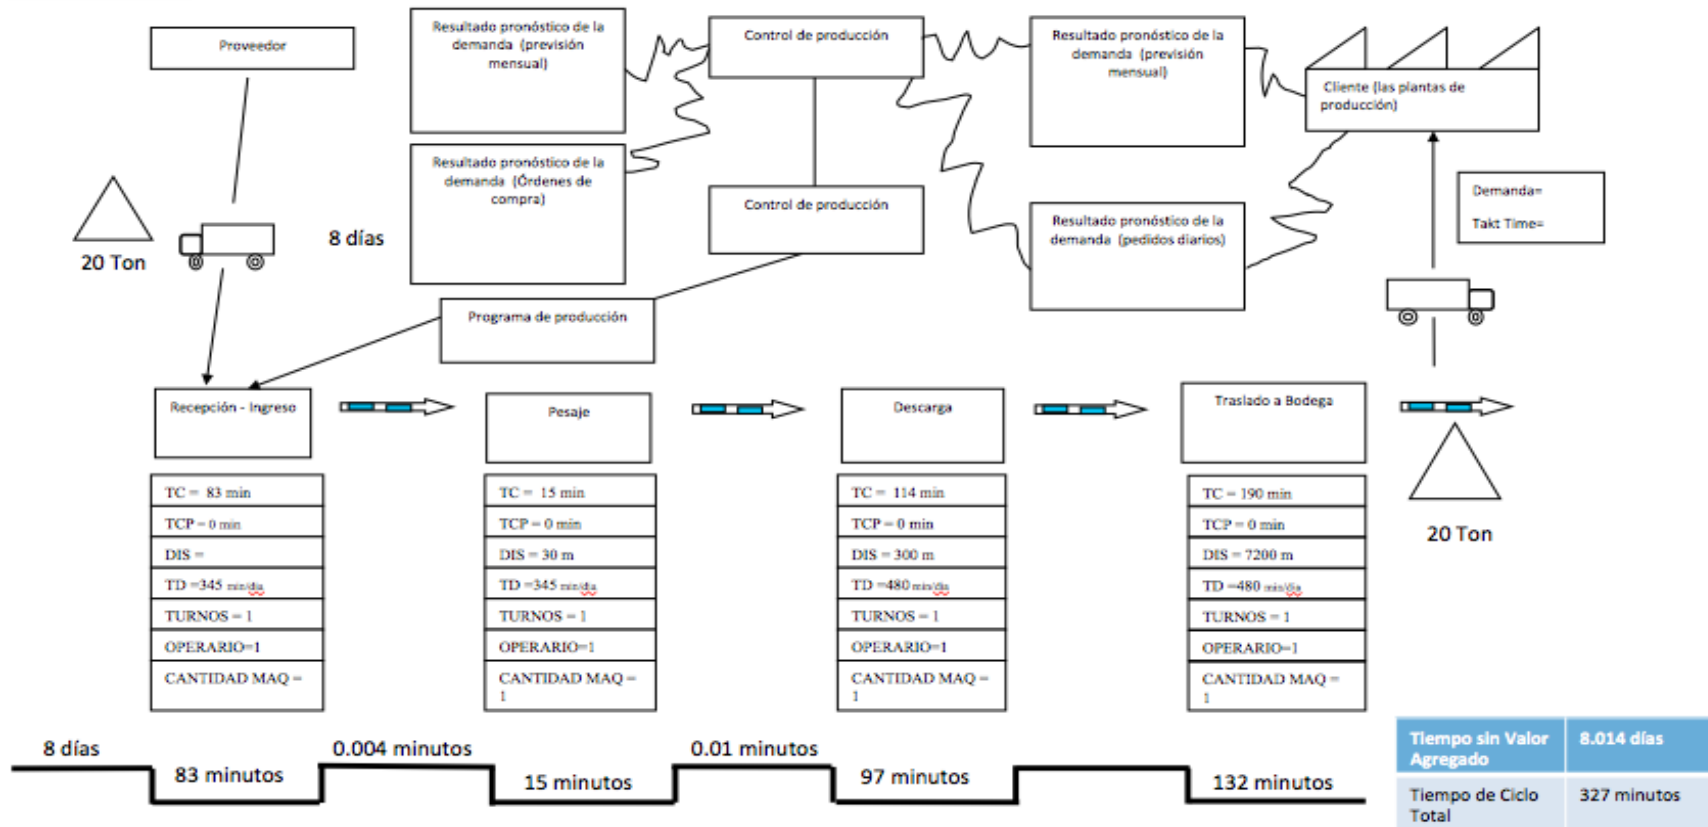 Proveedor
Resultado pronóstico de la
demanda  (previsión
mensual)
Control de producción
Resultado pronóstico de la
demanda  (previsión
mensual)
Cliente (las plantas de
producción)
Resultado pronóstico de la
demanda  (Órdenes de
compra)
Control de producción
Resultado pronóstico de la
demanda  (pedidos diarios)
Demanda=
Takt Time=
20 Ton
8 días
Programa de producción
Recepción - Ingreso
Pesaje
Descarga
Traslado a Bodega
20 Ton
TC =  83 min
TCP = 0 min
DIS =
TD =345 min/dia
TURNOS = 1
OPERARIO=1
CANTIDAD MAQ =
TC =  15 min
TCP = 0 min
DIS = 30 m
TD =345 min/dia
TURNOS = 1
OPERARIO=1
CANTIDAD MAQ =
1
TC =  114 min
TCP = 0 min
DIS = 300 m
TD =480 min/dia
TURNOS = 1
OPERARIO=1
CANTIDAD MAQ =
1
TC = 190 min
TCP = 0 min
DIS = 7200 m
TD =480 min/dia
TURNOS = 1
OPERARIO=1
CANTIDAD MAQ =
1
8 días
83 minutos
0.004 minutos
15 minutos
0.01 minutos
97 minutos
132 minutos
Tiempo sin Valor
Agregado
8.014 días
Tiempo de Ciclo
Total
327 minutos